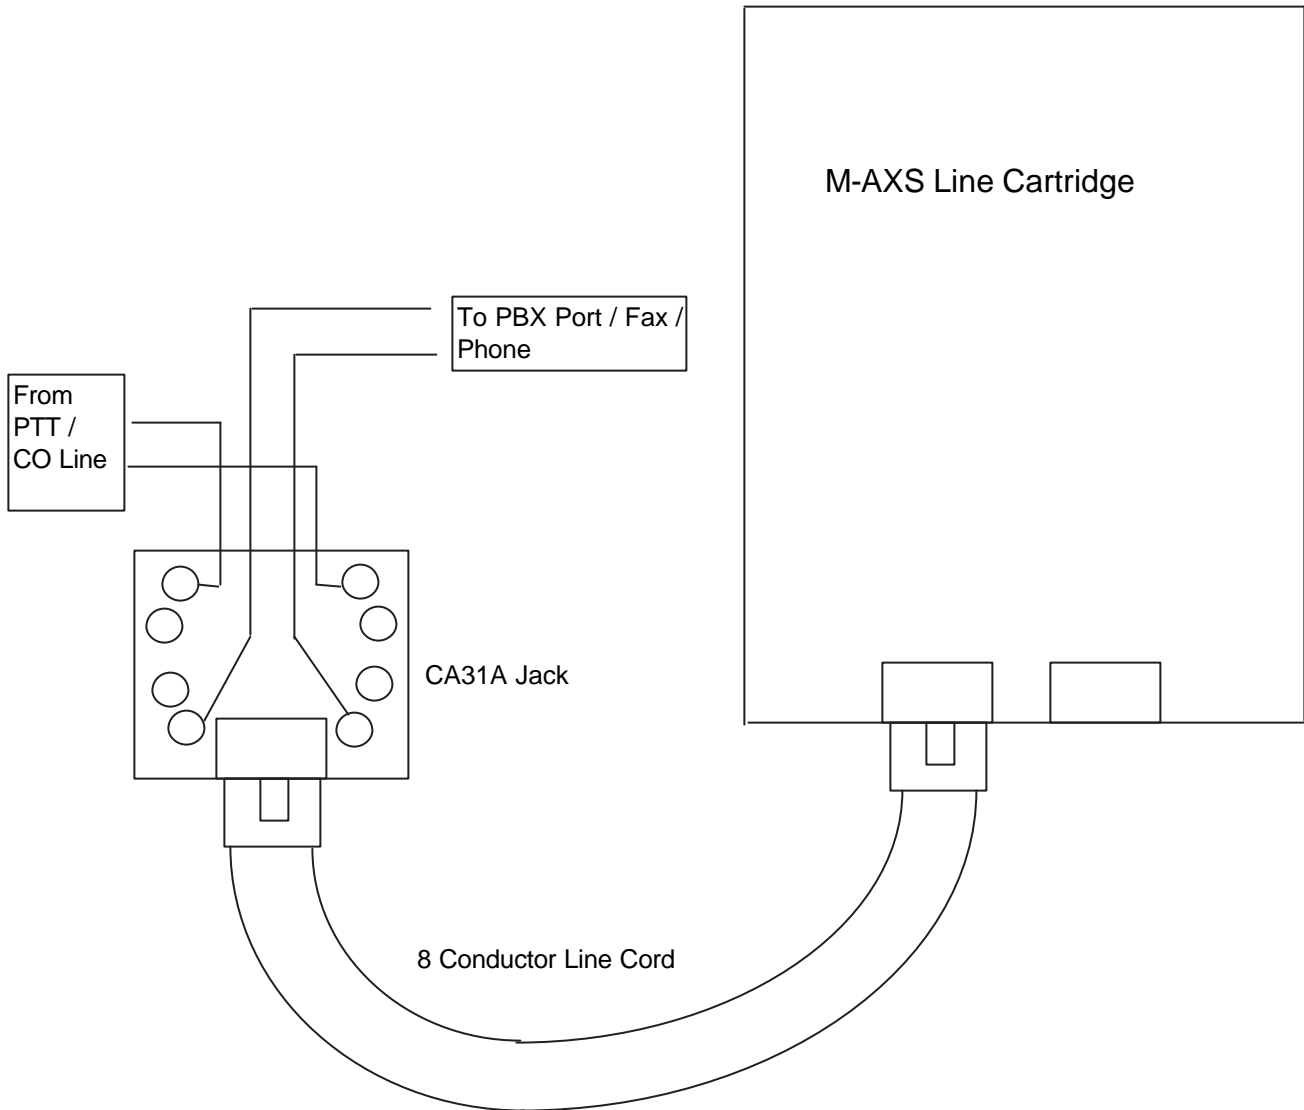 M-AXS Line Cartridge
To PBX Port / Fax /
Phone
From
PTT /
CO Line
CA31A Jack
8 Conductor Line Cord